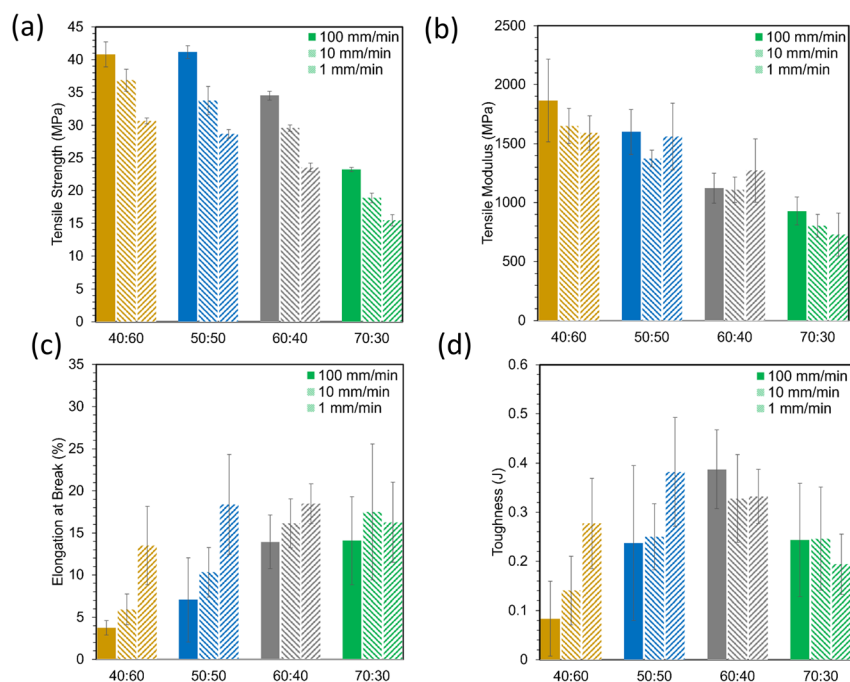 (a)
Tensile Strength (MPa)
45
40
35
30
25
20
15
10
5
0
100 mm/min
10 mm/min
1 mm/min
40:60
50:50
60:40
70:30
(b)
Tensile Modulus (MPa)
2500
2000
1500
1000
500
0
100 mm/min
10 mm/min
1 mm/min
40:60
50:50
60:40
70:30
(c)
Elongation at Break (%)
35
30
25
20
15
10
5
0
100 mm/min
10 mm/min
1 mm/min
40:60
50:50
60:40
70:30
(d)
Toughness (J)
0.6
0.5
0.4
0.3
0.2
0.1
0
100 mm/min
10 mm/min
1 mm/min
40:60
50:50
60:40
70:30